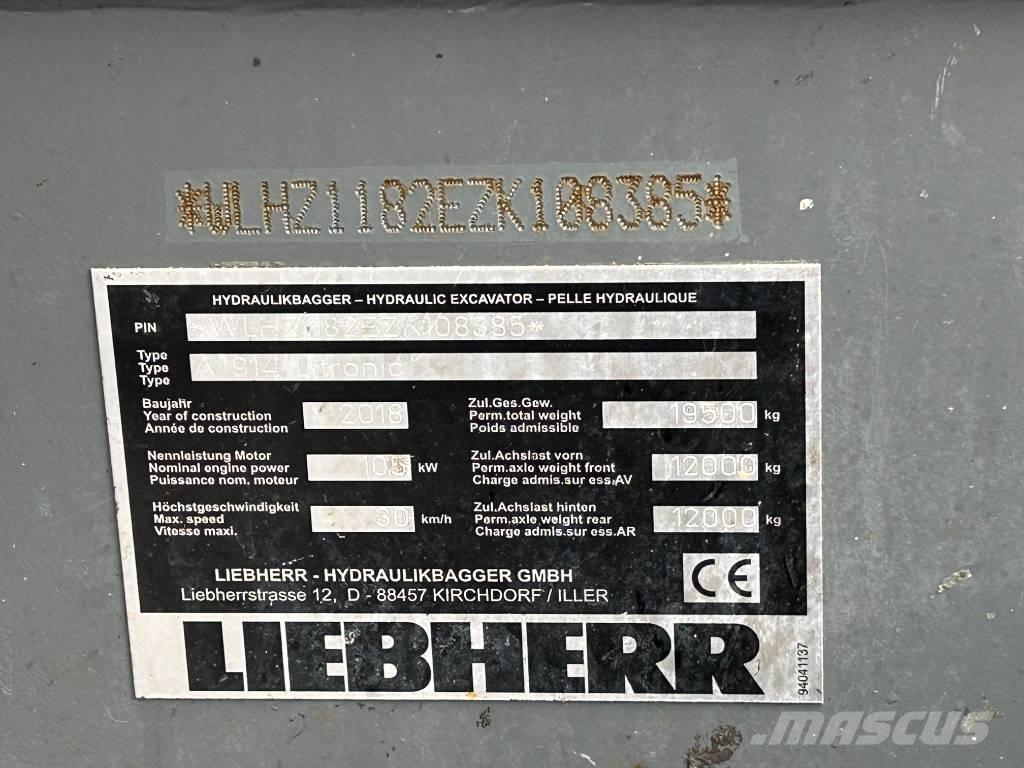 *WLHZ1182EZK108385*
HYDRAULIKBAGGER – HYDRAULIC EXCAVATOR – PELLE HYDRAULIQUE
PIN *WLHZ1182EZK108385*
Type
Type A 914 Litronic
Type
Baujahr
Year of construction 2018
Année de construction
Zul.Ges.Gew.
Perm.total weight 19500 kg
Poids admissible
Nennleistung Motor
Nominal engine power 105 kW
Puissance nom. moteur
Zul.Achslast vorn
Perm.axle weight front 12000 kg
Charge admis.sur ess.AV
Höchstgeschwindigkeit
Max. speed 30 km/h
Vitesse maxi.
Zul.Achslast hinten
Perm.axle weight rear 12000 kg
Charge admis.sur ess.AR
LIEBHERR - HYDRAULIKBAGGER GMBH
Liebherrstrasse 12, D - 88457 KIRCHDORF / ILLER
CE
LIEBHERR
94041137
MASCUS